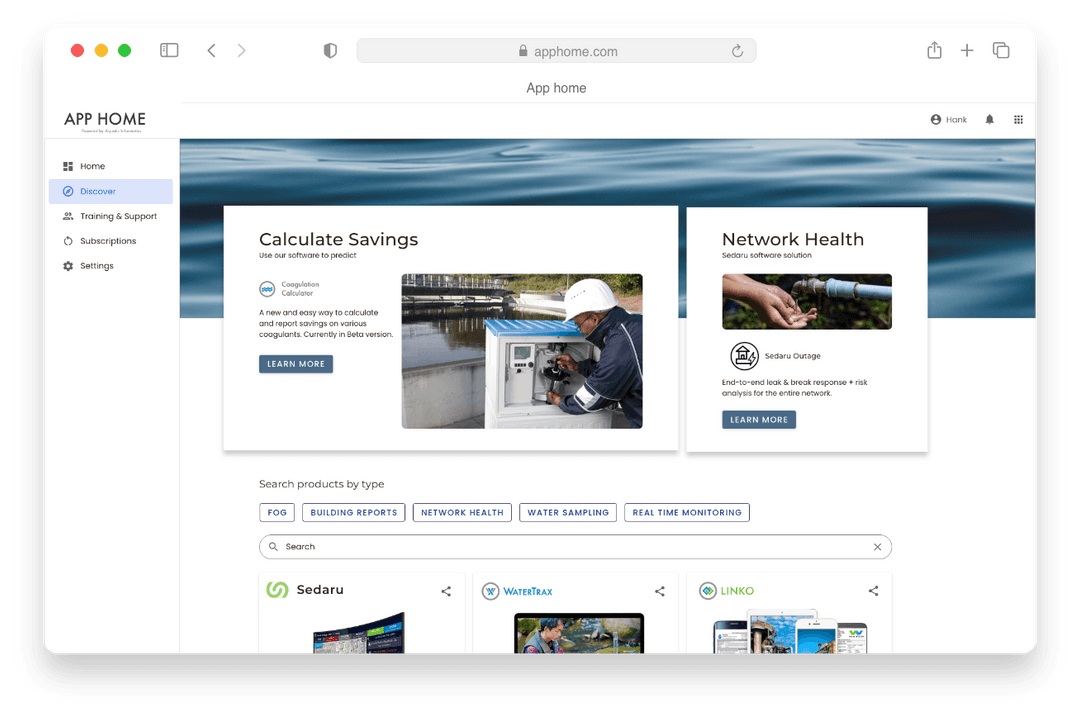 apphome.com
App home
APP HOME
Powered by Aquatic Informatics
Hank
Home
Discover
Training & Support
Subscriptions
Settings
Calculate Savings
Use our software to predict
Coagulation
Calculator
A new and easy way to calculate
and report savings on various
coagulants. Currently in Beta version.
LEARN MORE
Network Health
Sedaru software solution
Sedaru Outage
End-to-end leak & break response + risk
analysis for the entire network.
LEARN MORE
Search products by type
FOG
BUILDING REPORTS
NETWORK HEALTH
WATER SAMPLING
REAL TIME MONITORING
Search
Sedaru
WATERTRAX
LINKO